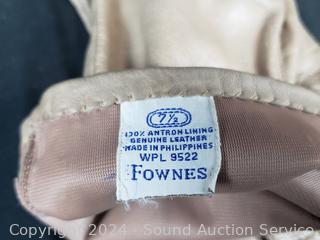 7½
100% ANTRON LINING
GENUINE LEATHER
MADE IN PHILIPPINES
WPL 9522
FOWNES
Copyright 2024 - Sound Auction Service